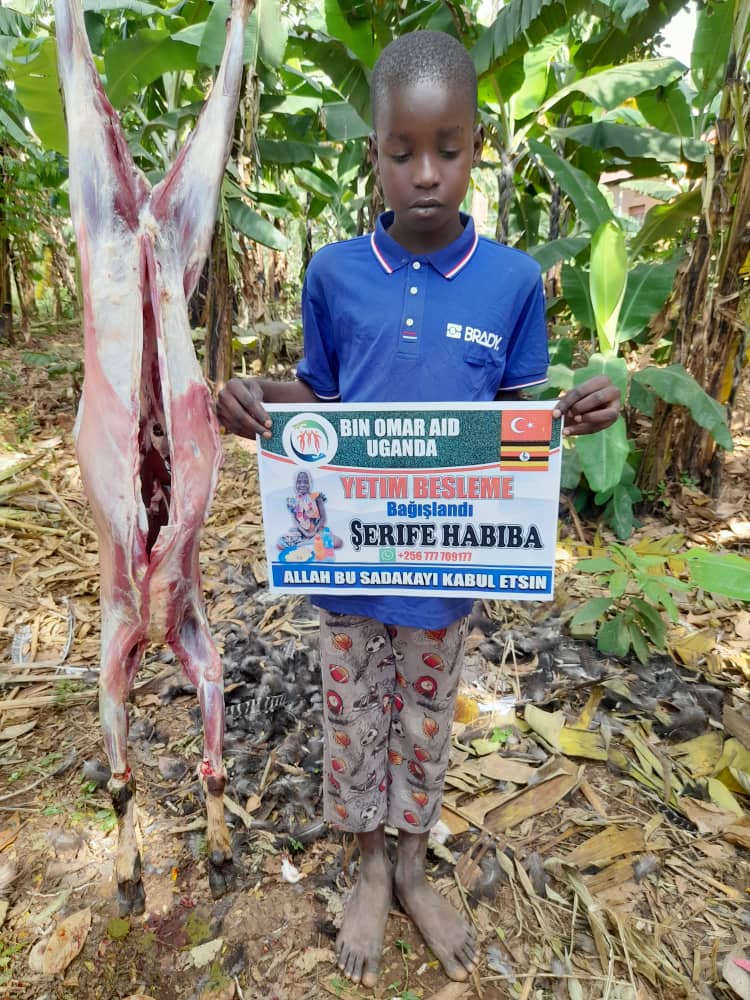 BRADY
BIN OMAR AID
UGANDA
YETIM BESLEME
Bağışlandı
ŞERIFE HABIBA
+256 777 709177
ALLAH BU SADAKAYI KABUL ETSIN